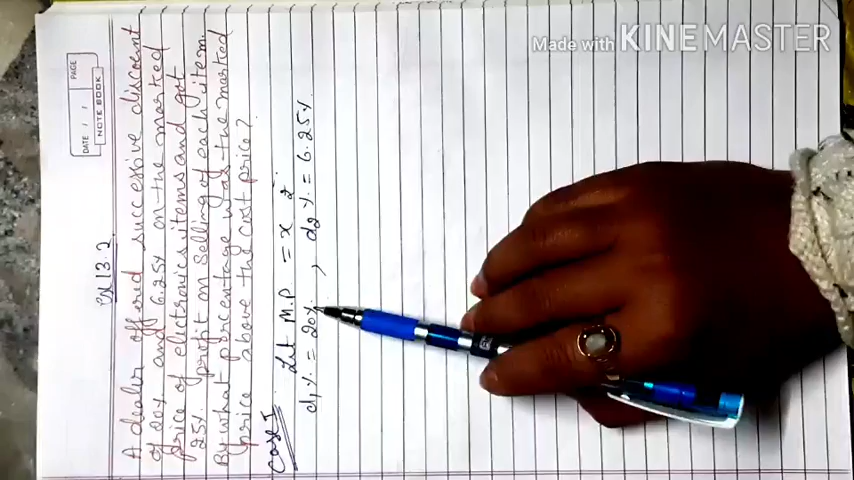 Made with KINEMASTER
PAGE
DATE / /
NOTE BOOK
Ex 13.2
A dealer offered successive discount
of 20% and 6.25% on the marked
price of elictronics items and got
25% profit on selling of each item.
By what percentage was the marked
price above the cost price?
Case I
Let M.P = x
d1% = 20% , d2% = 6.25%